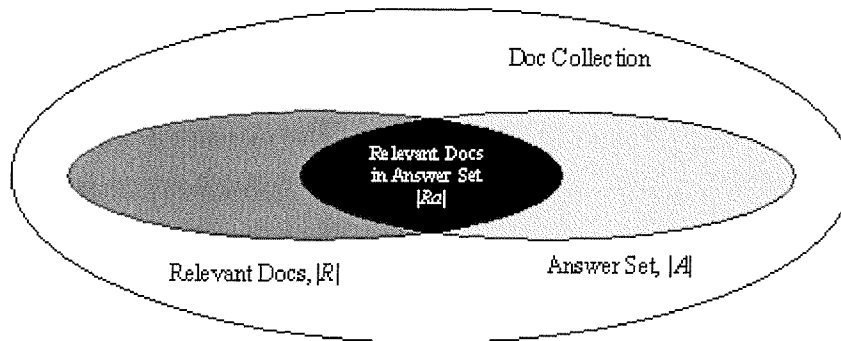 Doc Collection
Relevant Docs
in Answer Set
|Ra|
Relevant Docs, |R|
Answer Set, |A|